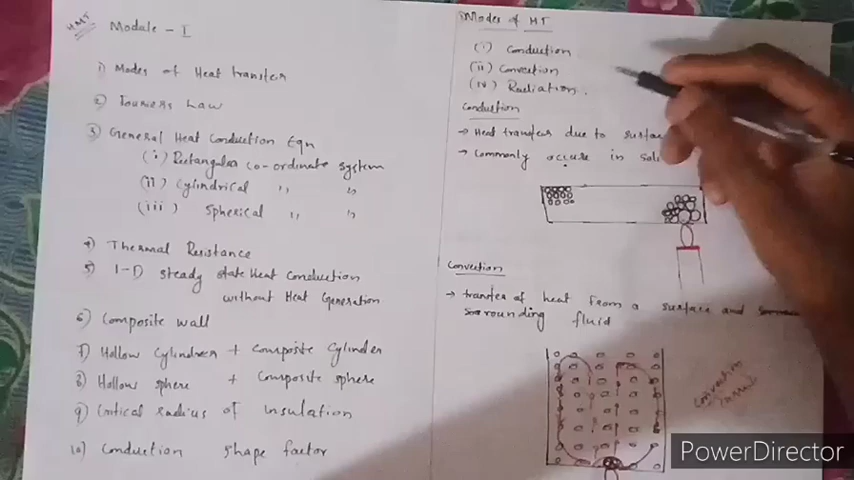 HMT
Module - I
1) Modes of Heat transfer
2) Fouriers Law
3) General Heat Conduction Eqn
(i) Rectangular co-ordinate system
(ii) Cylindrical " "
(iii) Spherical " "
4) Thermal Resistance
5) 1-D steady state Heat Conduction
without Heat Generation
6) Composite wall
7) Hollow Cylinder + Composite Cylinder
8) Hollow sphere + Composite sphere
9) Critical radius of insulation
10) Conduction shape factor
Modes of HT
(i) Conduction
(ii) Convection
(iv) Radiation.
Conduction
→ Heat transfer due to
→ Commonly occure in
Convection
→ transfer of heat from a surface and
surrounding fluid
Convection
PowerDirector